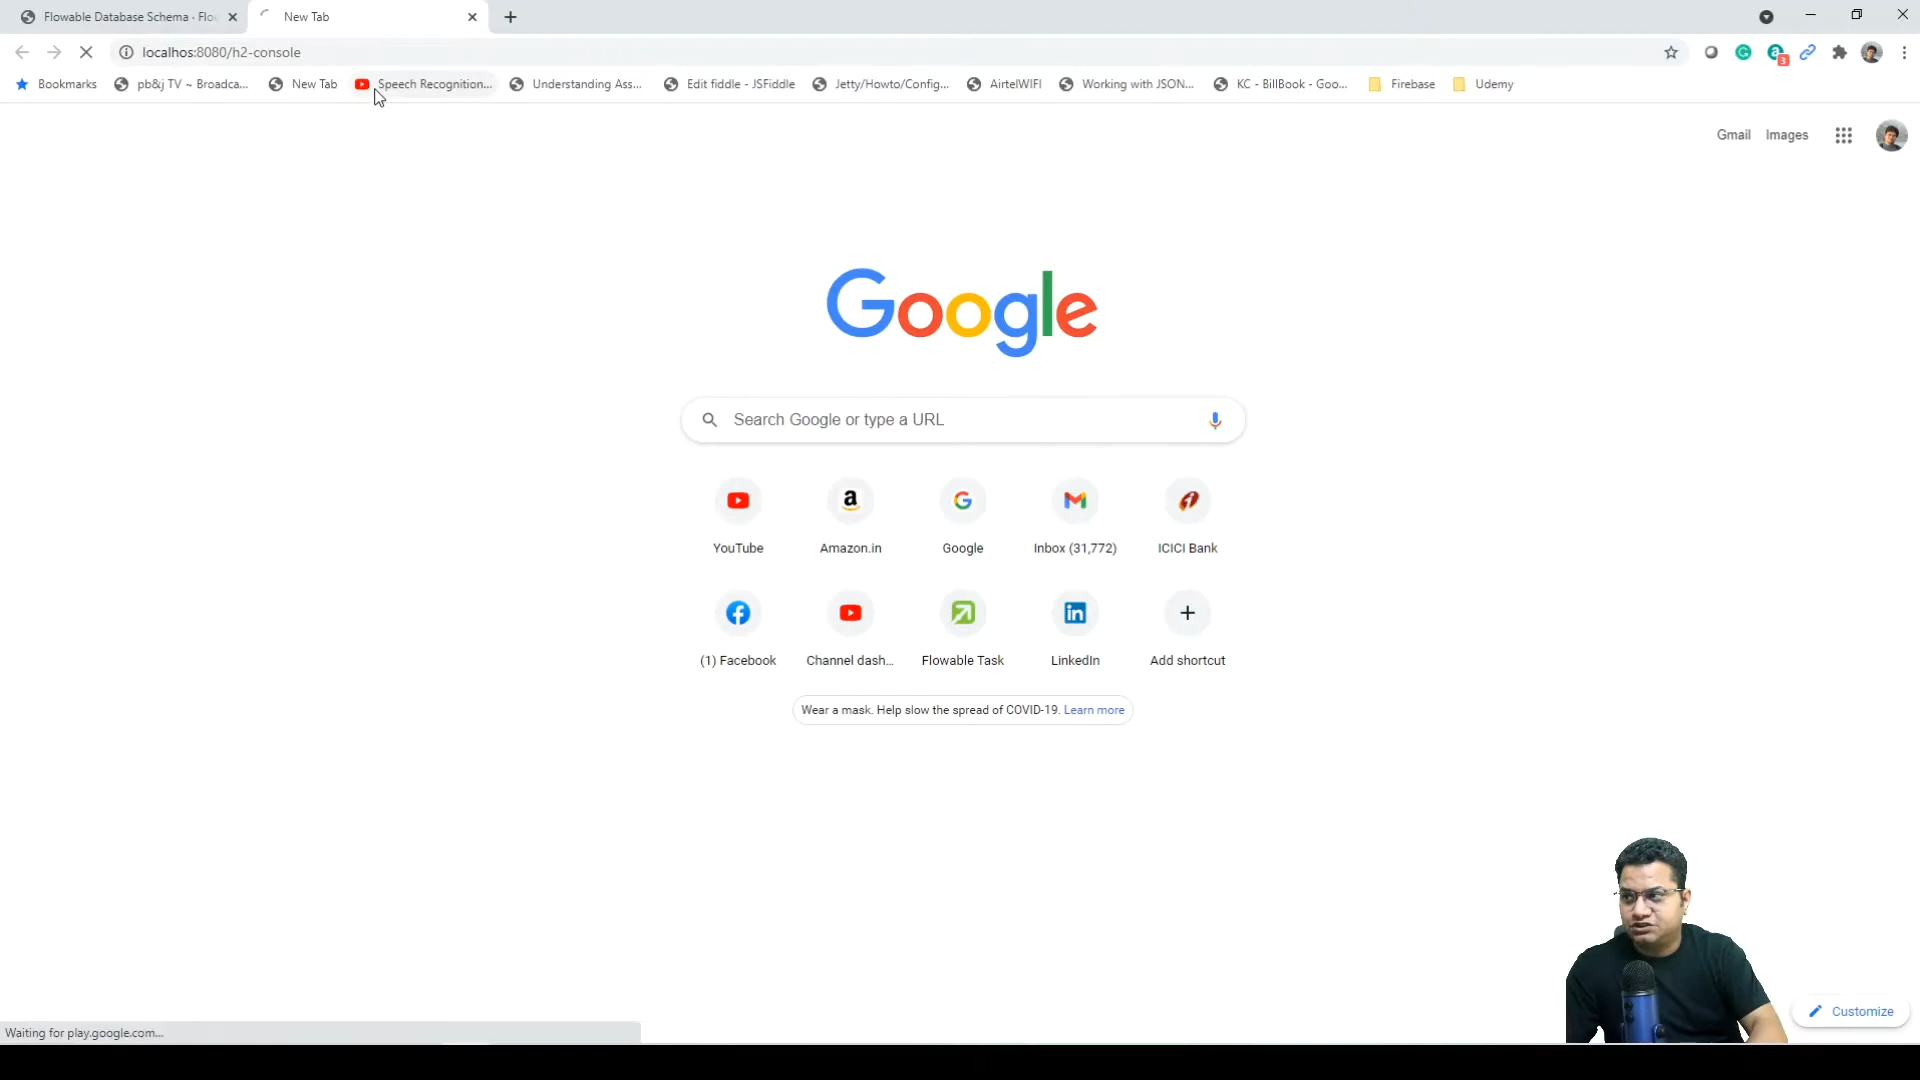 Flowable Database Schema · Flo
New Tab
localhos:8080/h2-console
3
Bookmarks
pb&j TV ~ Broadca...
New Tab
Speech Recognition...
Understanding Ass...
Edit fiddle - JSFiddle
Jetty/Howto/Config...
AirtelWIFI
Working with JSON...
KC - BillBook - Goo...
Firebase
Udemy
Gmail
Images
Google
Search Google or type a URL
YouTube
Amazon.in
Google
Inbox (31,772)
ICICI Bank
(1) Facebook
Channel dash...
Flowable Task
LinkedIn
Add shortcut
Wear a mask. Help slow the spread of COVID-19. Learn more
Customize
Waiting for play.google.com...